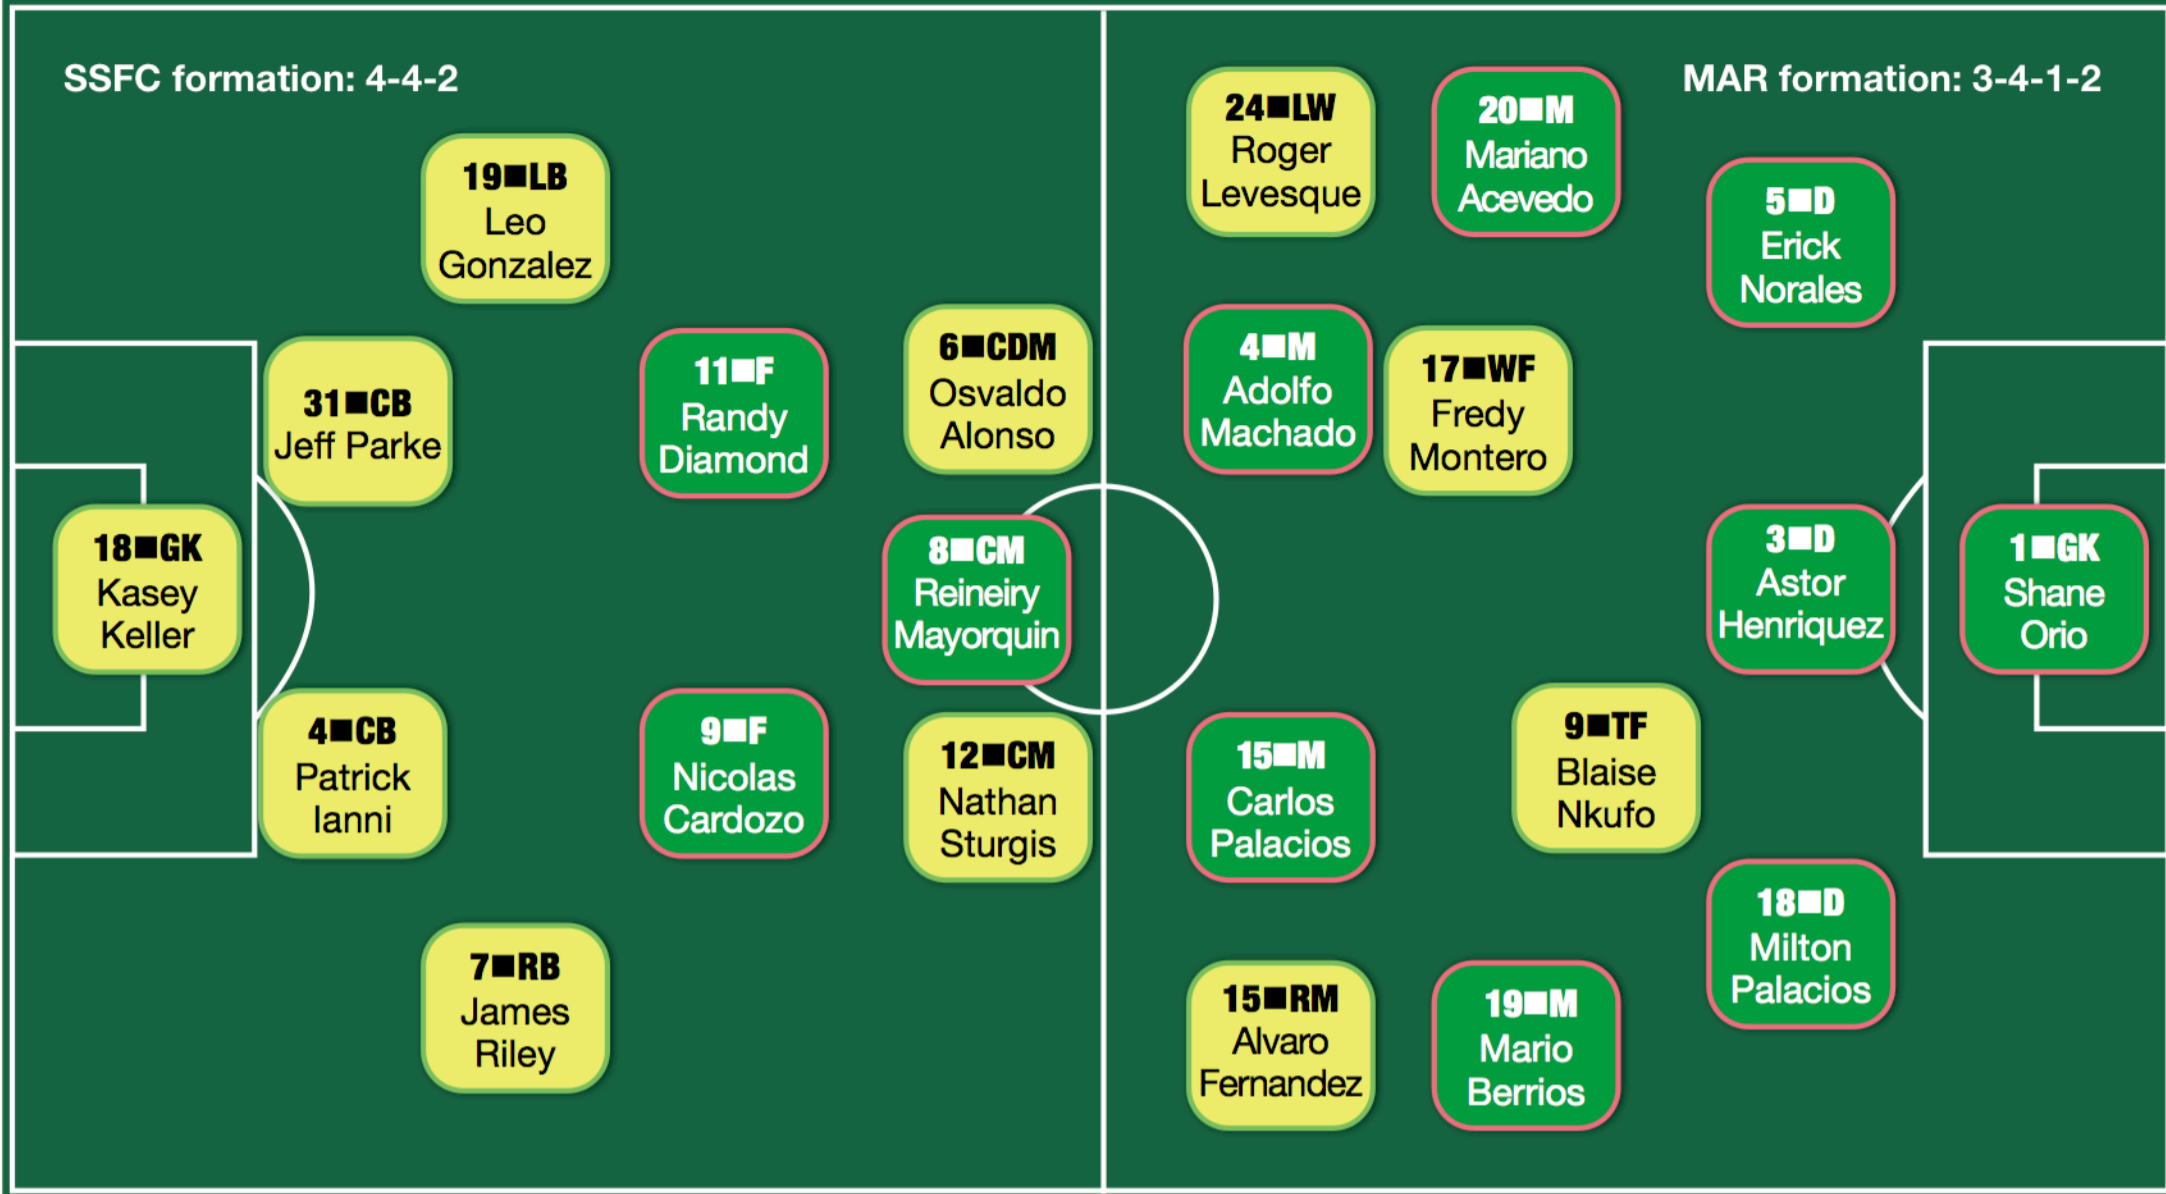 SSFC formation: 4-4-2
MAR formation: 3-4-1-2
19■LB
Leo
Gonzalez
31■CB
Jeff Parke
18■GK
Kasey
Keller
4■CB
Patrick
Ianni
7■RB
James
Riley
11■F
Randy
Diamond
9■F
Nicolas
Cardozo
6■CDM
Osvaldo
Alonso
8■CM
Reineiry
Mayorquin
12■CM
Nathan
Sturgis
24■LW
Roger
Levesque
20■M
Mariano
Acevedo
5■D
Erick
Norales
4■M
Adolfo
Machado
17■WF
Fredy
Montero
3■D
Astor
Henriquez
1■GK
Shane
Orio
15■M
Carlos
Palacios
9■TF
Blaise
Nkufo
18■D
Milton
Palacios
15■RM
Alvaro
Fernandez
19■M
Mario
Berrios